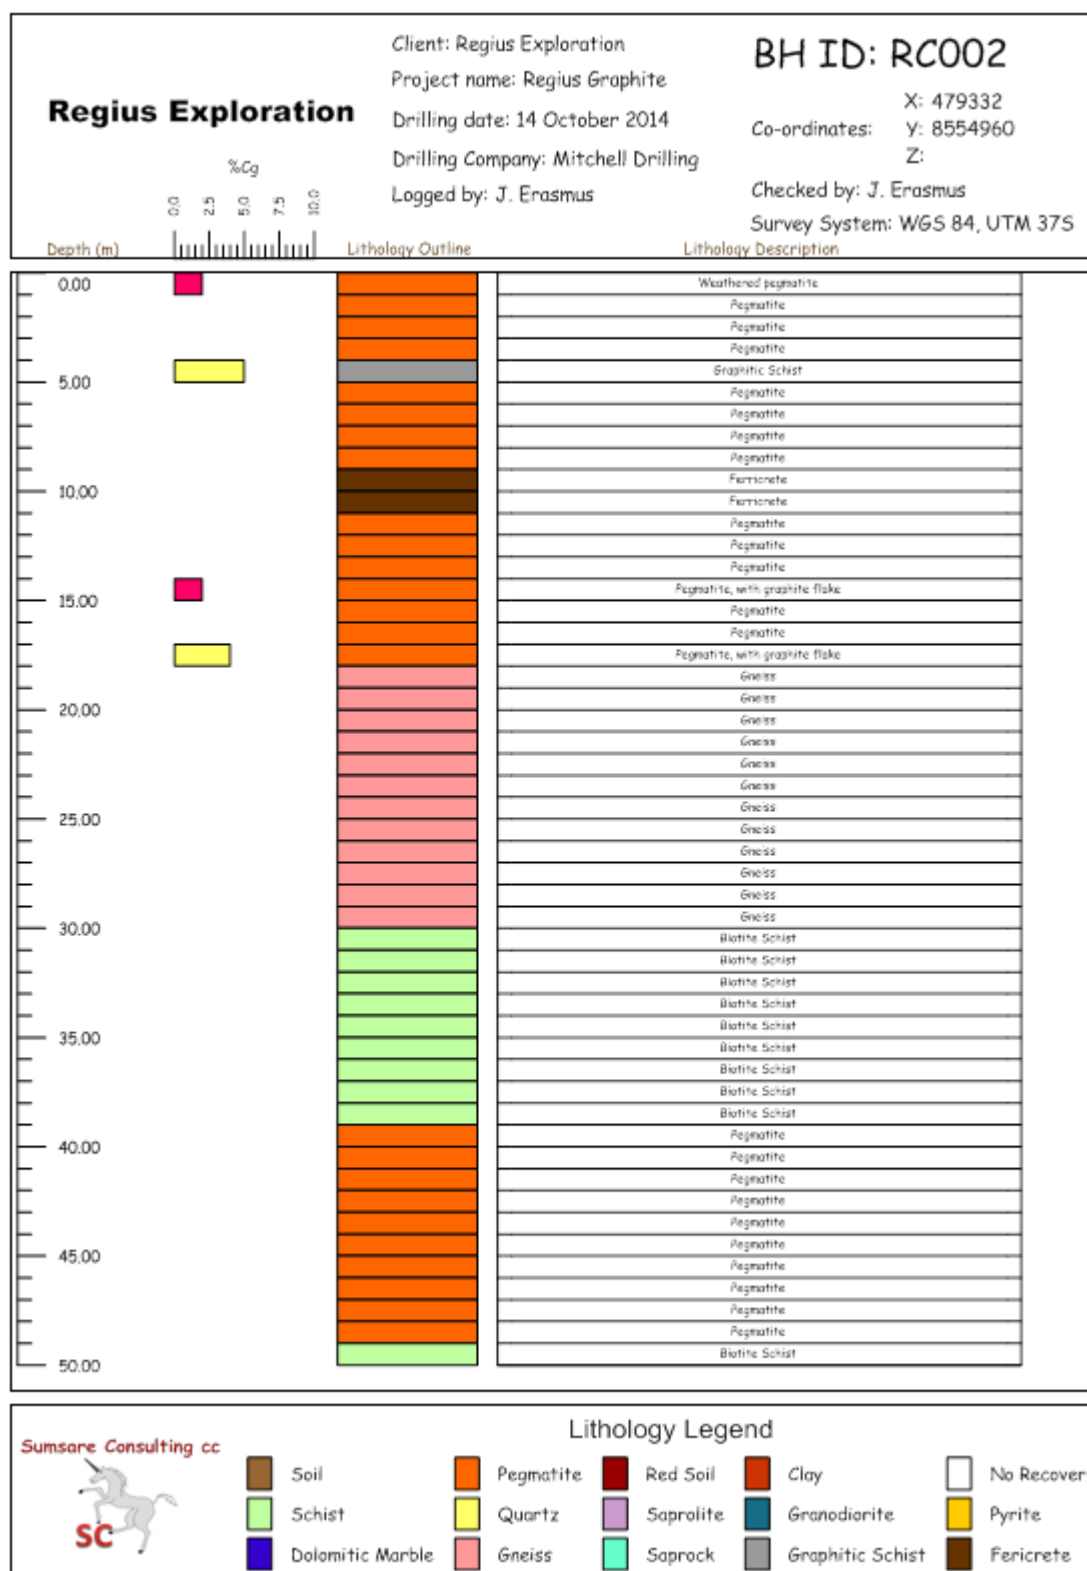 Regius Exploration
Client: Regius Exploration
Project name: Regius Graphite
Drilling date: 14 October 2014
Drilling Company: Mitchell Drilling
Logged by: J. Erasmus
BH ID: RC002
Co-ordinates:
X: 479332
Y: 8554960
Z:
Checked by: J. Erasmus
Survey System: WGS 84, UTM 37S
%Cg
0.0 2.5 5.0 7.5 10.0
Depth (m) Lithology Outline Lithology Description
0.00 Weathered pegmatite
Pegmatite
Pegmatite
Pegmatite
Graphitic Schist
5.00 Pegmatite
Pegmatite
Pegmatite
Pegmatite
Ferricrete
10.00 Ferricrete
Pegmatite
Pegmatite
Pegmatite
Pegmatite, with graphite flake
15.00 Pegmatite
Pegmatite
Pegmatite, with graphite flake
Gneiss
Gneiss
20.00 Gneiss
Gneiss
Gneiss
Gneiss
Gneiss
25.00 Gneiss
Gneiss
Gneiss
Gneiss
Gneiss
30.00 Biotite Schist
Biotite Schist
Biotite Schist
Biotite Schist
Biotite Schist
35.00 Biotite Schist
Biotite Schist
Biotite Schist
Biotite Schist
Pegmatite
40.00 Pegmatite
Pegmatite
Pegmatite
Pegmatite
Pegmatite
45.00 Pegmatite
Pegmatite
Pegmatite
Pegmatite
Biotite Schist
50.00
Lithology Legend
Sumsare Consulting cc
SC
Soil Pegmatite Red Soil Clay No Recover
Schist Quartz Saprolite Granodiorite Pyrite
Dolomitic Marble Gneiss Saprock Graphitic Schist Fericrete